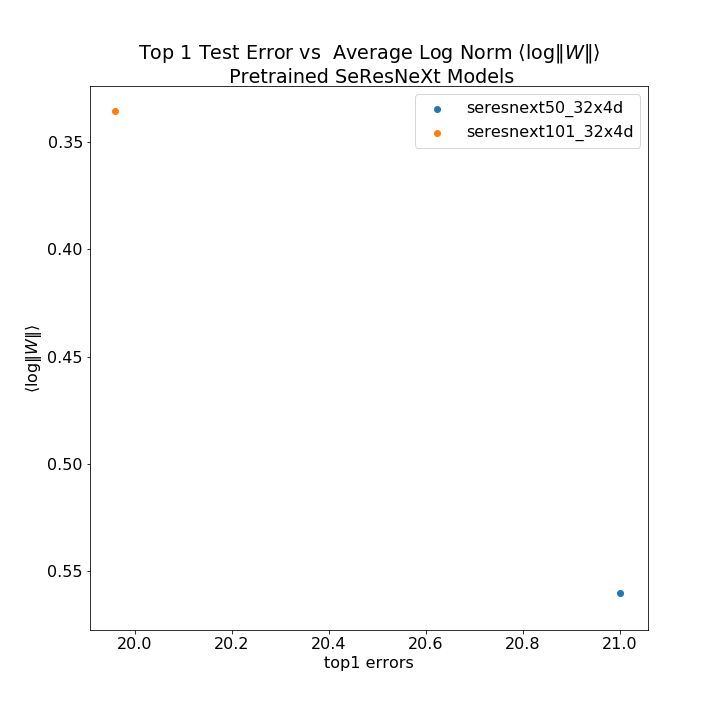 Top 1 Test Error vs  Average Log Norm ⟨log‖W‖⟩
Pretrained SeResNeXt Models
seresnext50_32x4d
seresnext101_32x4d
0.35
0.40
0.45
0.50
0.55
⟨log‖W‖⟩
20.0 20.2 20.4 20.6 20.8 21.0
top1 errors